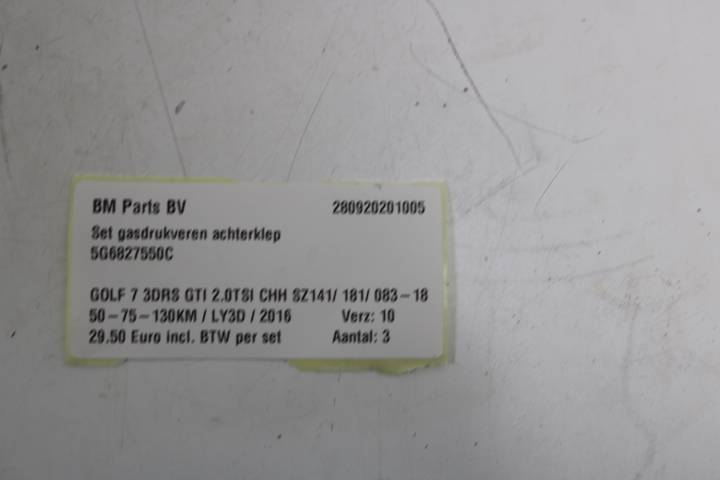 BM Parts BV 280920201005
Set gasdrukveren achterklep
5G6827550C
GOLF 7 3DRS GTI 2.0TSI CHH SZ141/ 181/ 083-18
50-75-130KM / LY3D / 2016 Verz: 10
29.50 Euro incl. BTW per set Aantal: 3